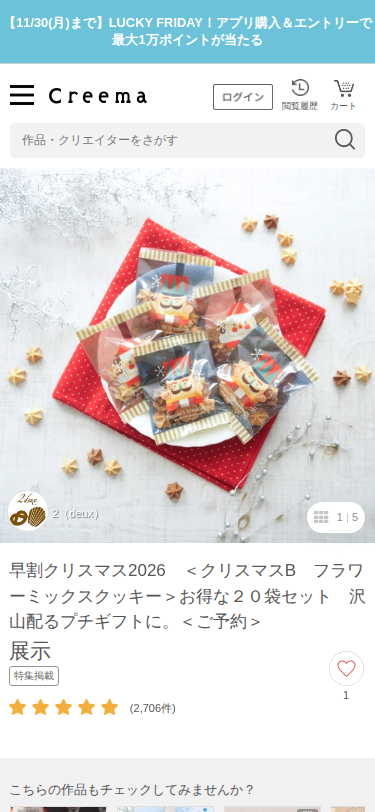 【11/30(月)まで】LUCKY FRIDAY！アプリ購入＆エントリーで
最大1万ポイントが当たる
Creema
ログイン
閲覧履歴
カート
作品・クリエイターをさがす
2 deux
2（deux）
1 | 5
早割クリスマス2026　＜クリスマスB　フラワ
ーミックスクッキー＞お得な２０袋セット　沢
山配るプチギフトに。＜ご予約＞
展示
特集掲載
1
(2,706件)
こちらの作品もチェックしてみませんか？